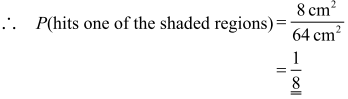 ∴ P(hits one of the shaded regions) = 8 cm² / 64 cm²
= 1/8